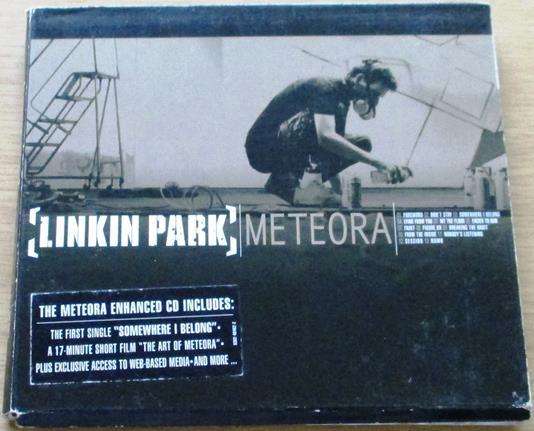 [LINKIN PARK]
METEORA
FOREWORD DON'T STAY SOMEWHERE I BELONG
LYING FROM YOU HIT THE FLOOR EASIER TO RUN
FAINT FIGURE.09 BREAKING THE HABIT
FROM THE INSIDE NOBODY'S LISTENING
SESSION NUMB
THE METEORA ENHANCED CD INCLUDES:
THE FIRST SINGLE "SOMEWHERE I BELONG"•
A 17-MINUTE SHORT FILM "THE ART OF METEORA"•
PLUS EXCLUSIVE ACCESS TO WEB-BASED MEDIA•AND MORE ...